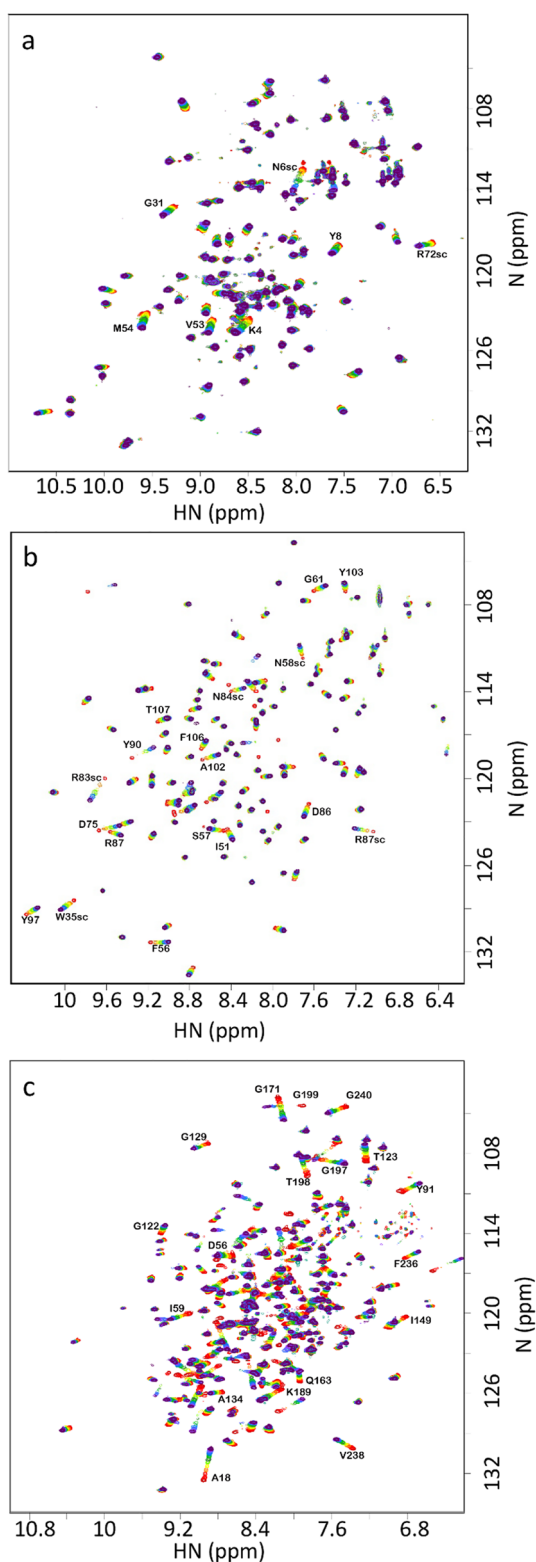 a
108
N6sc
114
G31
Y8
R72sc
120
N (ppm)
M54
V53
K4
126
132
10.5 10.0 9.5 9.0 8.5 8.0 7.5 7.0 6.5
HN (ppm)
b
G61
Y103
108
N58sc
N84sc
114
T107
F106
Y90
A102
R83sc
120
N (ppm)
D86
D75
S57
R87
I51
R87sc
126
Y97
W35sc
F56
132
10 9.6 9.2 8.8 8.4 8 7.6 7.2 6.8 6.4
HN (ppm)
c
G171
G199
G240
G129
108
T123
G197
T198
Y91
G122
114
D56
F236
I59
120
I149
N (ppm)
Q163
K189
A134
126
V238
A18
132
10.8 10 9.2 8.4 7.6 6.8
HN (ppm)